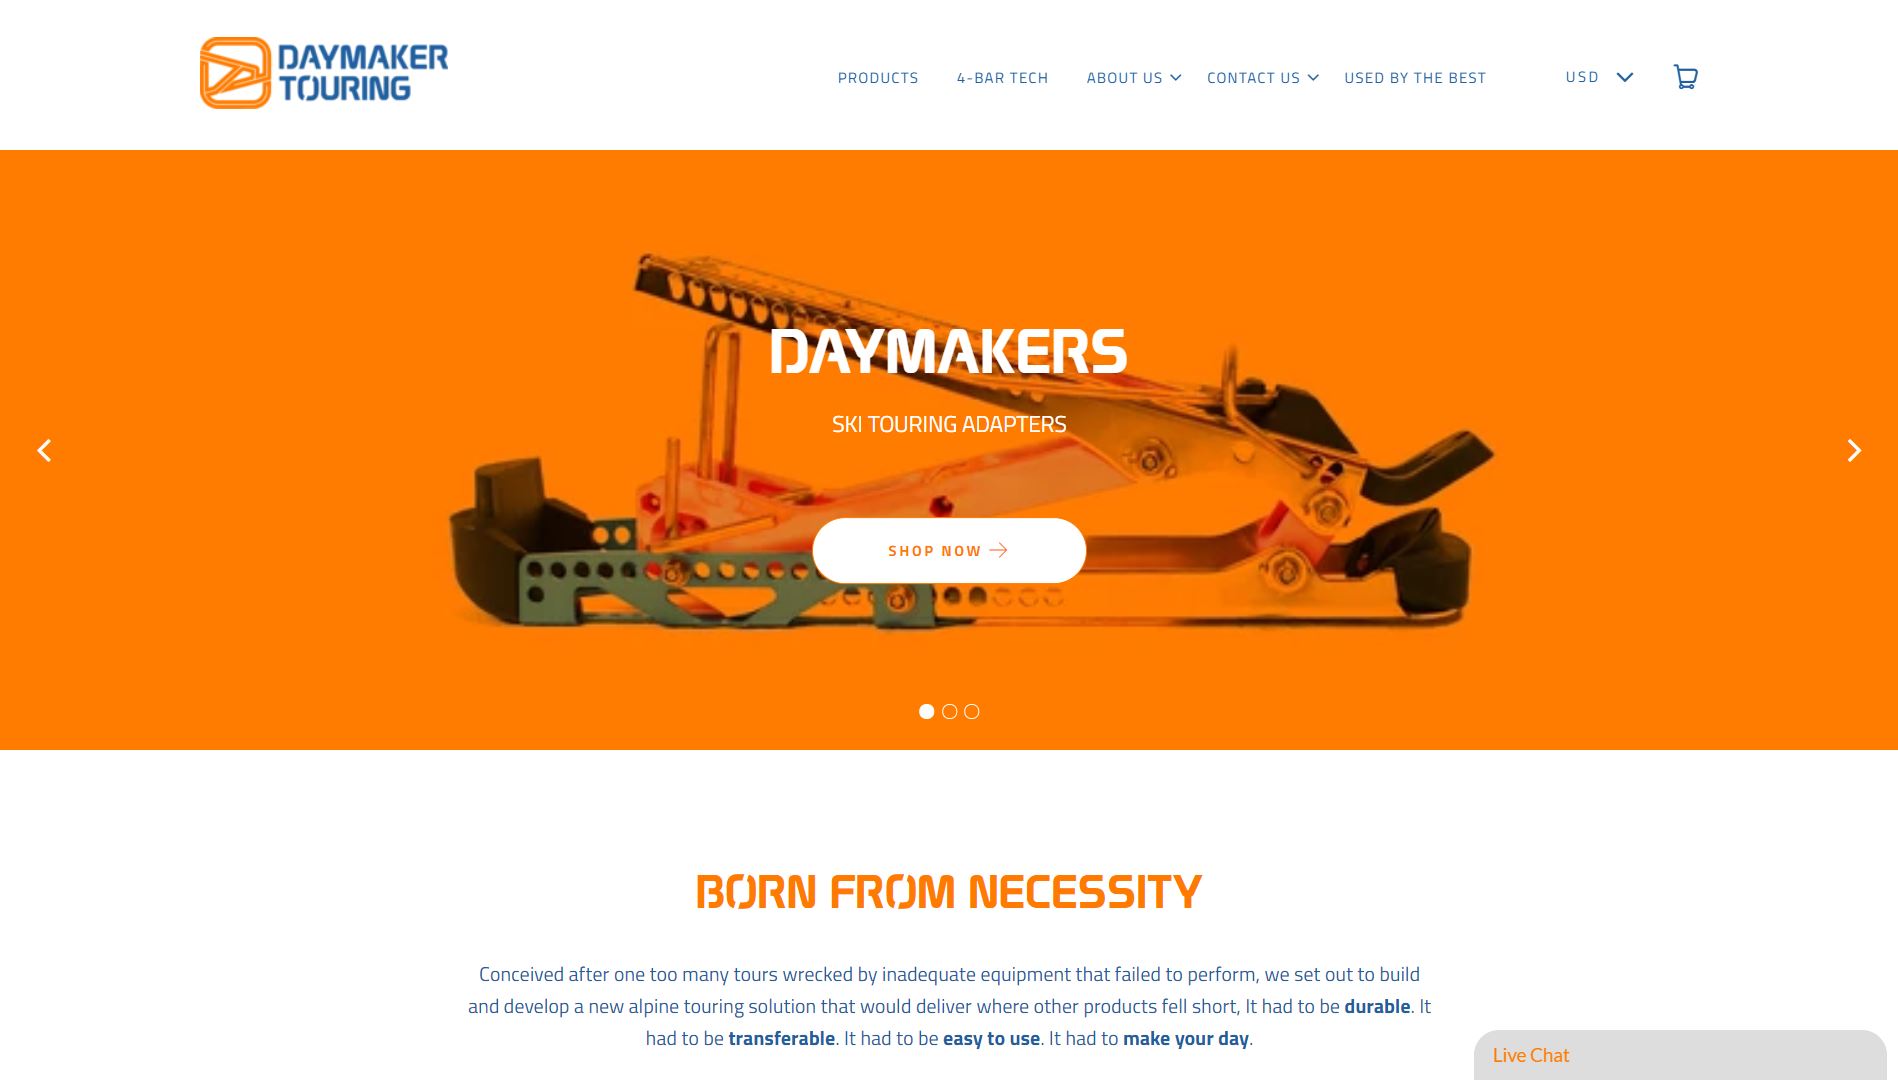 DAYMAKER
TOURING
PRODUCTS
4-BAR TECH
ABOUT US
CONTACT US
USED BY THE BEST
USD
DAYMAKERS
SKI TOURING ADAPTERS
SHOP NOW
BORN FROM NECESSITY
Conceived after one too many tours wrecked by inadequate equipment that failed to perform, we set out to build
and develop a new alpine touring solution that would deliver where other products fell short, It had to be durable. It
had to be transferable. It had to be easy to use. It had to make your day.
Live Chat